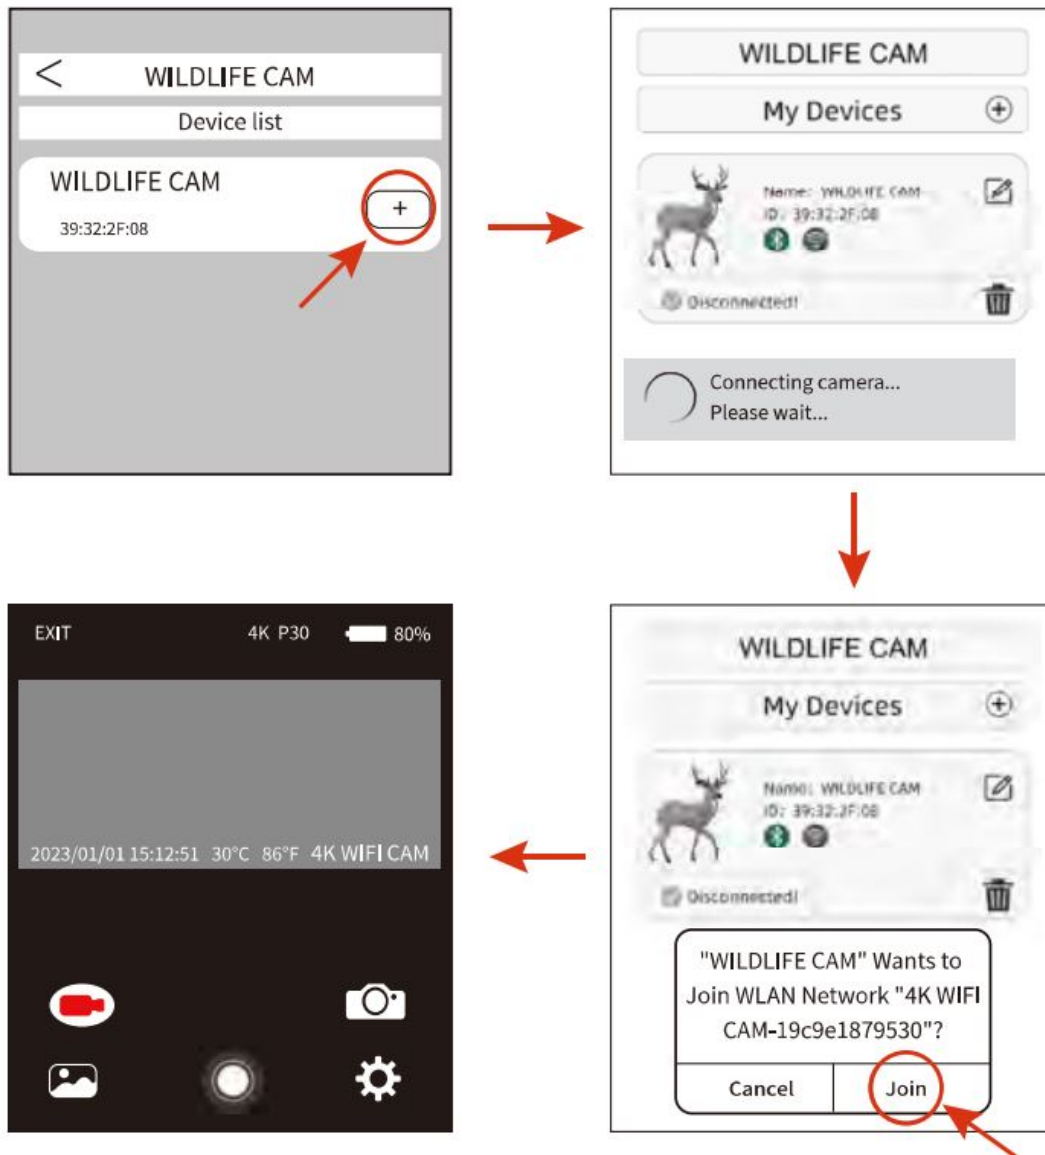 <
WILDLIFE CAM
Device list
WILDLIFE CAM
39:32:2F:08
+
WILDLIFE CAM
My Devices
Name: WILDLIFE CAM
ID: 39:32:2F:08
Disconnected!
Connecting camera...
Please wait...
WILDLIFE CAM
My Devices
Name: WILDLIFE CAM
ID: 39:32:2F:08
Disconnected!
"WILDLIFE CAM" Wants to
Join WLAN Network "4K WIFI
CAM-19c9e1879530"?
Cancel Join
EXIT 4K P30 80%
2023/01/01 15:12:51 30°C 86°F 4K WIFI CAM